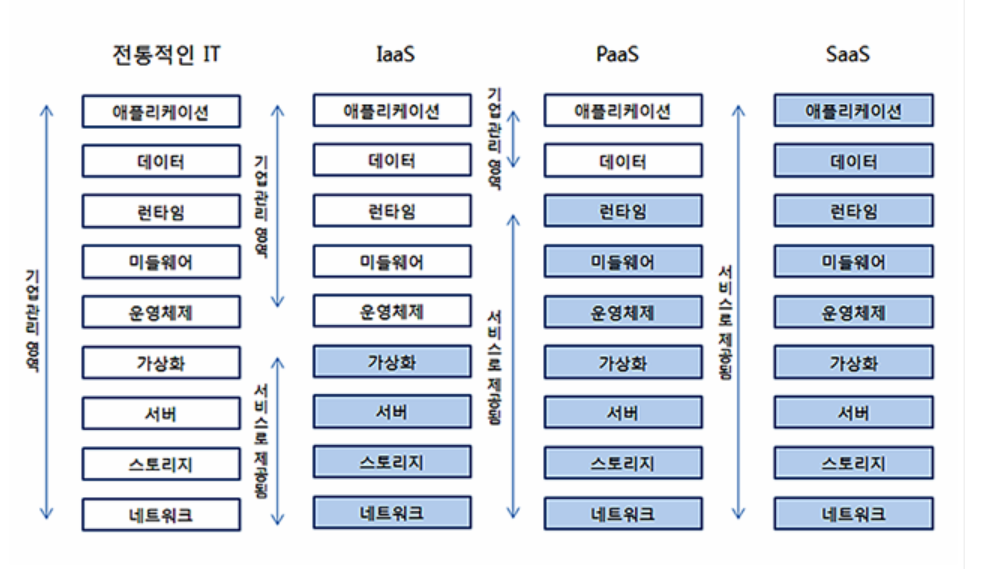 전통적인 IT
IaaS
PaaS
SaaS
기업관리 영역
애플리케이션
데이터
런타임
미들웨어
운영체제
가상화
서버
스토리지
네트워크
기업관리 영역
서비스로 제공됨
애플리케이션
데이터
런타임
미들웨어
운영체제
가상화
서버
스토리지
네트워크
기업관리 영역
서비스로 제공됨
애플리케이션
데이터
런타임
미들웨어
운영체제
가상화
서버
스토리지
네트워크
서비스로 제공됨
애플리케이션
데이터
런타임
미들웨어
운영체제
가상화
서버
스토리지
네트워크